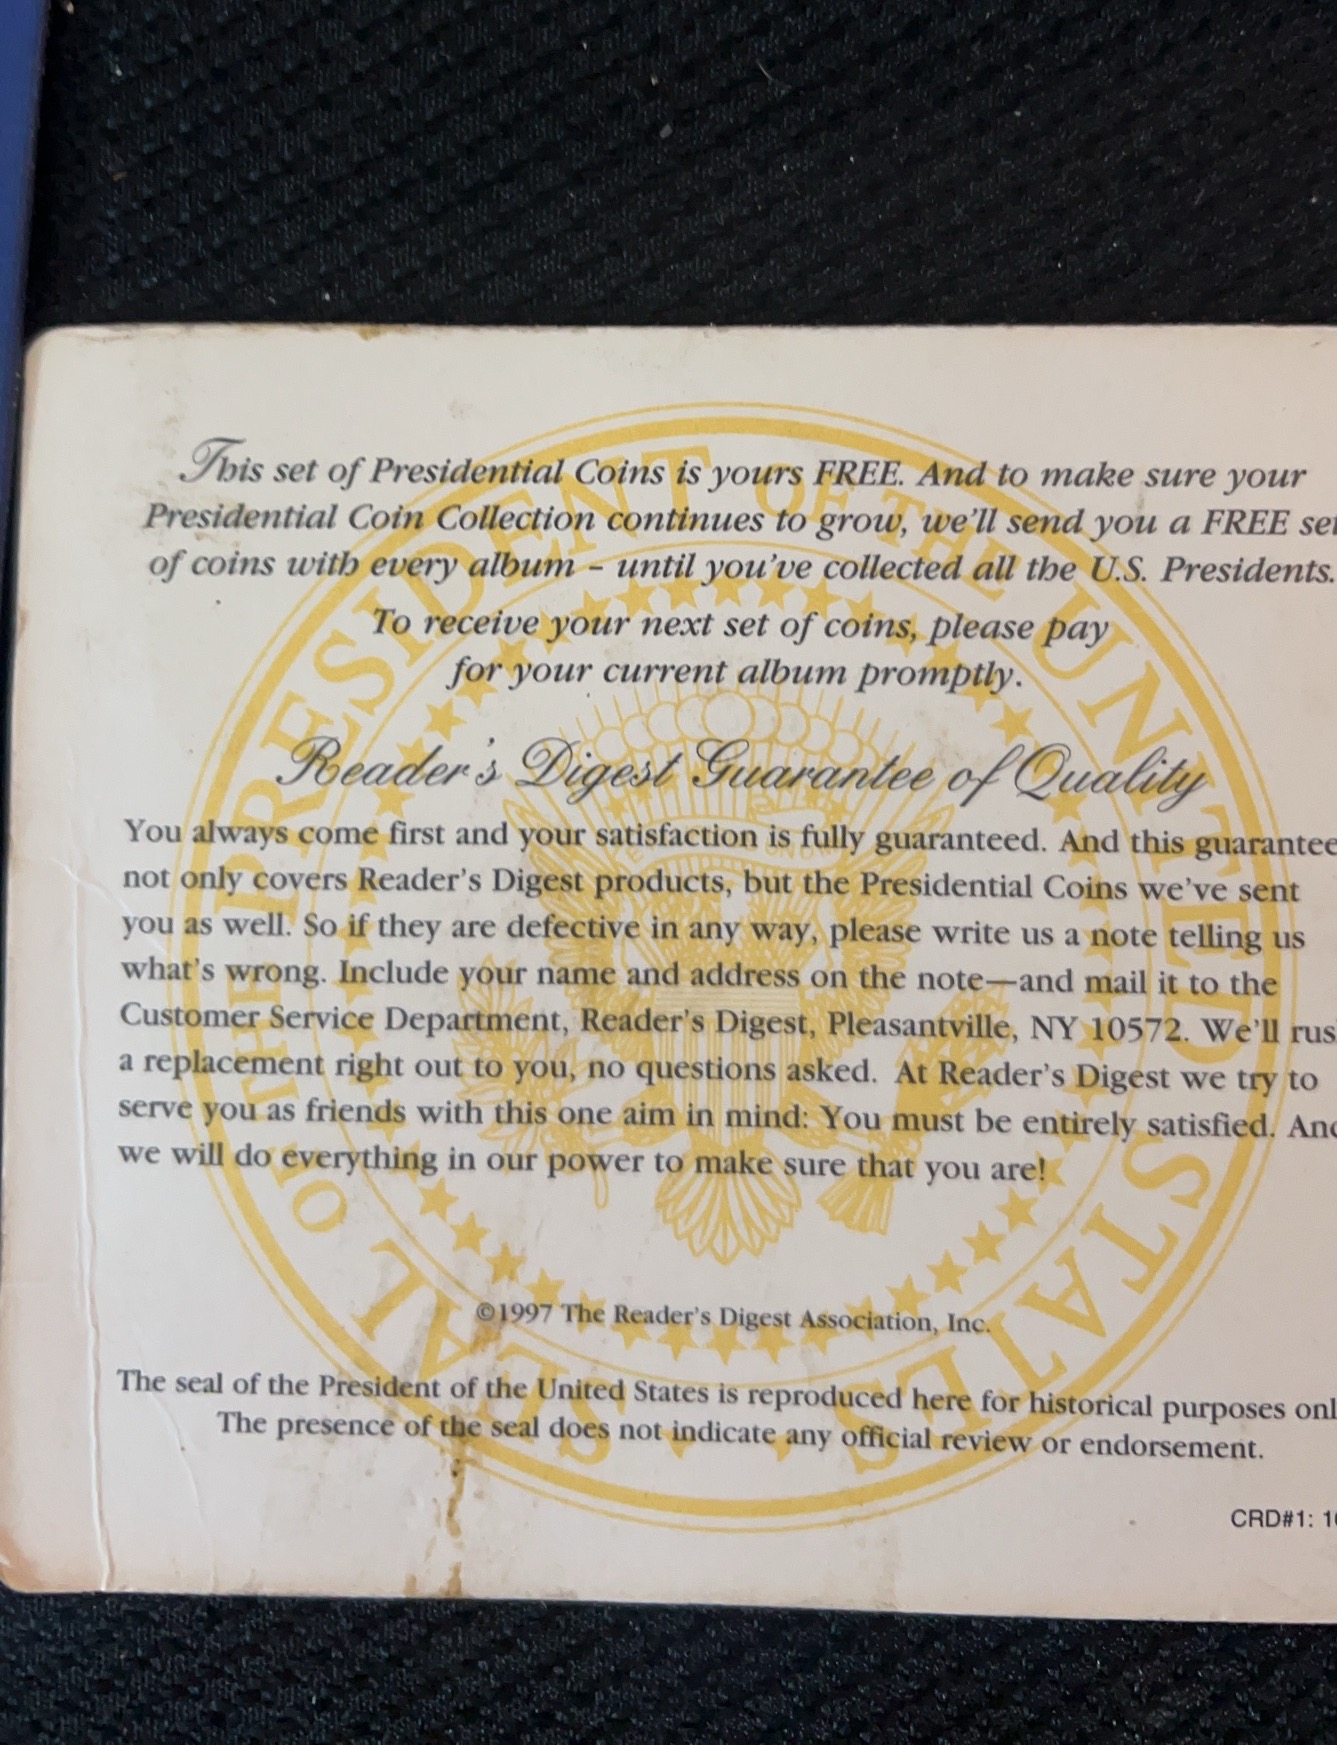 This set of Presidential Coins is yours FREE. And to make sure your
Presidential Coin Collection continues to grow, we'll send you a FREE set
of coins with every album – until you've collected all the U.S. Presidents.
To receive your next set of coins, please pay
for your current album promptly.
Reader's Digest Guarantee of Quality
You always come first and your satisfaction is fully guaranteed. And this guarantee
not only covers Reader's Digest products, but the Presidential Coins we've sent
you as well. So if they are defective in any way, please write us a note telling us
what's wrong. Include your name and address on the note—and mail it to the
Customer Service Department, Reader's Digest, Pleasantville, NY 10572. We'll rus
a replacement right out to you, no questions asked. At Reader's Digest we try to
serve you as friends with this one aim in mind: You must be entirely satisfied. And
we will do everything in our power to make sure that you are!
©1997 The Reader's Digest Association, Inc.
The seal of the President of the United States is reproduced here for historical purposes onl
The presence of the seal does not indicate any official review or endorsement.
CRD#1:
SEAL OF THE PRESIDENT OF THE UNITED STATES